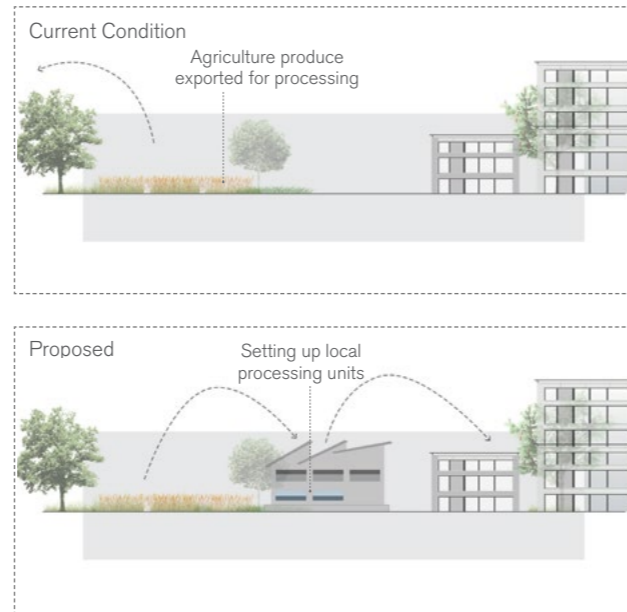 Current Condition
Agriculture produce
exported for processing
Proposed
Setting up local
processing units